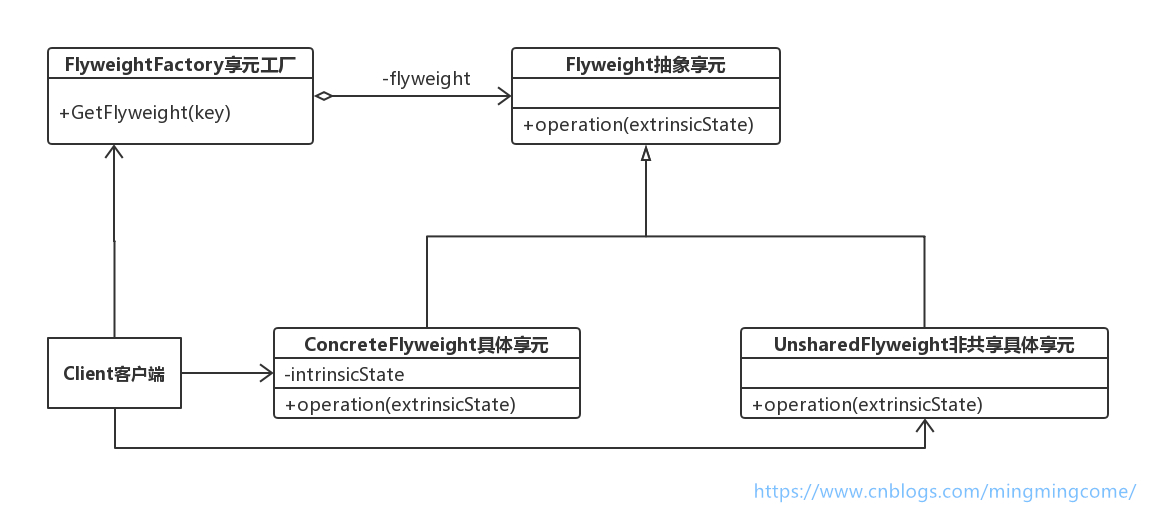 FlyweightFactory享元工厂
+GetFlyweight(key)
-flyweight
Flyweight抽象享元
+operation(extrinsicState)
Client客户端
ConcreteFlyweight具体享元
-intrinsicState
+operation(extrinsicState)
UnsharedFlyweight非共享具体享元
+operation(extrinsicState)
https://www.cnblogs.com/mingmingcome/